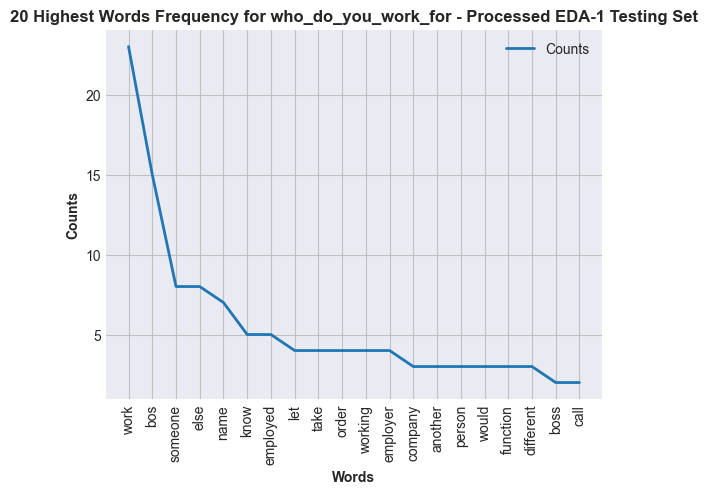 20 Highest Words Frequency for who_do_you_work_for - Processed EDA-1 Testing Set
Counts
Counts
20
15
10
5
work
bos
someone
else
name
know
employed
let
take
order
working
employer
company
another
person
would
function
different
boss
call
Words